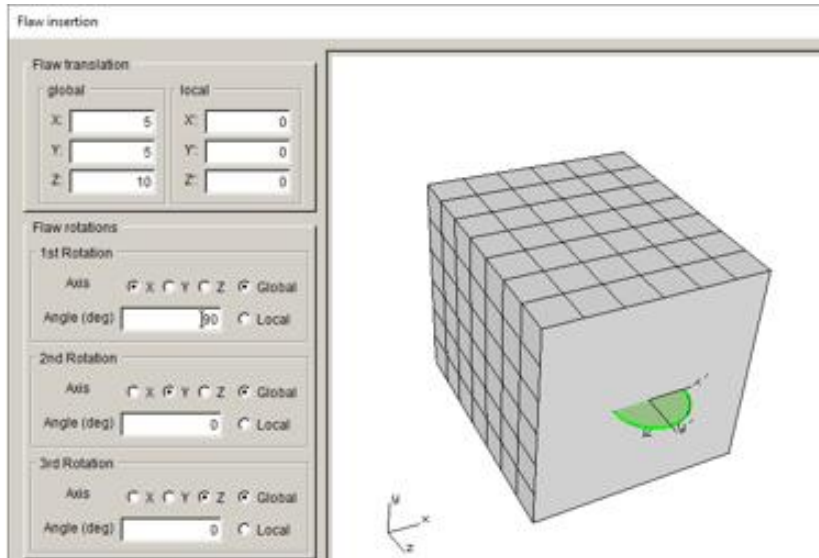 Flaw insertion
Flaw translation
global
local
X: 5 X': 0
Y: 5 Y': 0
Z: 10 Z': 0
Flaw rotations
1st Rotation
Axis X Y Z Global
Angle (deg) 90 Local
2nd Rotation
Axis X Y Z Global
Angle (deg) 0 Local
3rd Rotation
Axis X Y Z Global
Angle (deg) 0 Local
x'
y'
y
x
z